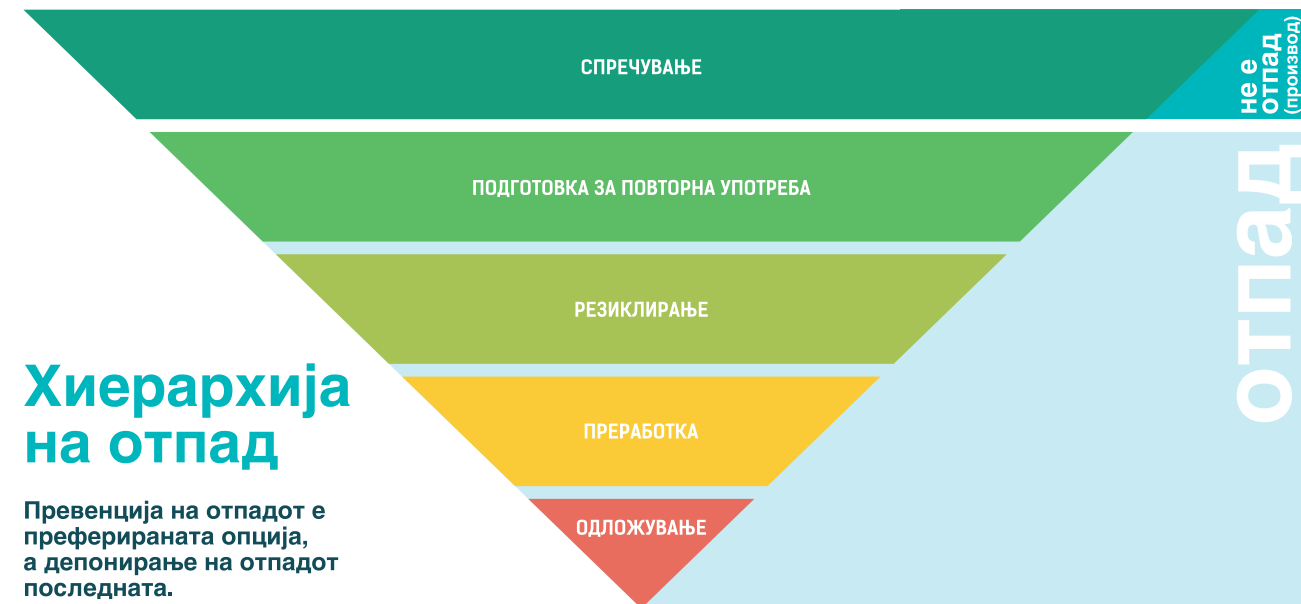 СПРЕЧУВАЊЕ
не е
отпад
(производ)
ПОДГОТОВКА ЗА ПОВТОРНА УПОТРЕБА
отпад
РЕЗИКЛИРАЊЕ
ПРЕРАБОТКА
ОДЛОЖУВАЊЕ
Хиерархија
на отпад
Превенција на отпадот е
преферираната опција,
а депонирање на отпадот
последната.